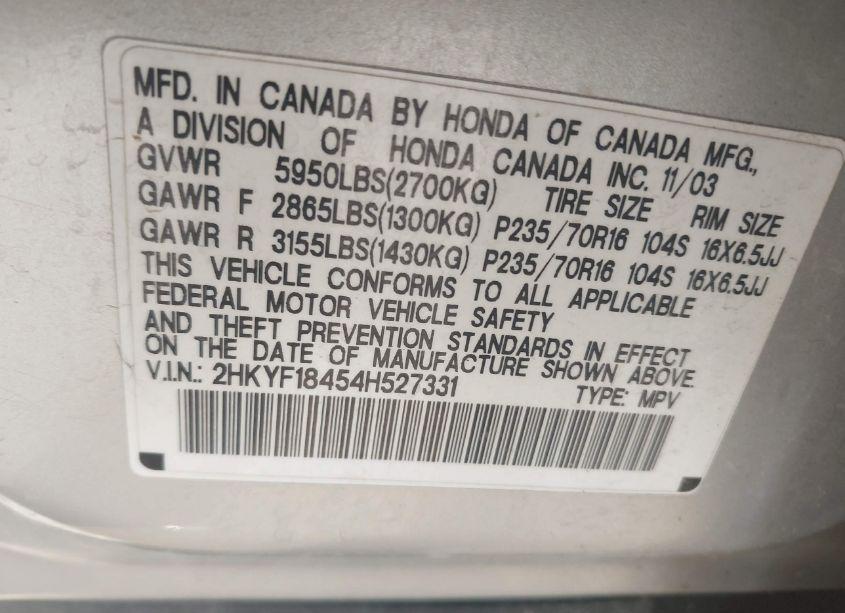 MFD. IN CANADA BY HONDA OF CANADA MFG.,
A DIVISION OF HONDA CANADA INC. 11/03
GVWR 5950LBS(2700KG) TIRE SIZE RIM SIZE
GAWR F 2865LBS(1300KG) P235/70R16 104S 16X6.5JJ
GAWR R 3155LBS(1430KG) P235/70R16 104S 16X6.5JJ
THIS VEHICLE CONFORMS TO ALL APPLICABLE
FEDERAL MOTOR VEHICLE SAFETY
AND THEFT PREVENTION STANDARDS IN EFFECT
ON THE DATE OF MANUFACTURE SHOWN ABOVE.
V.I.N.: 2HKYF18454H527331 TYPE: MPV